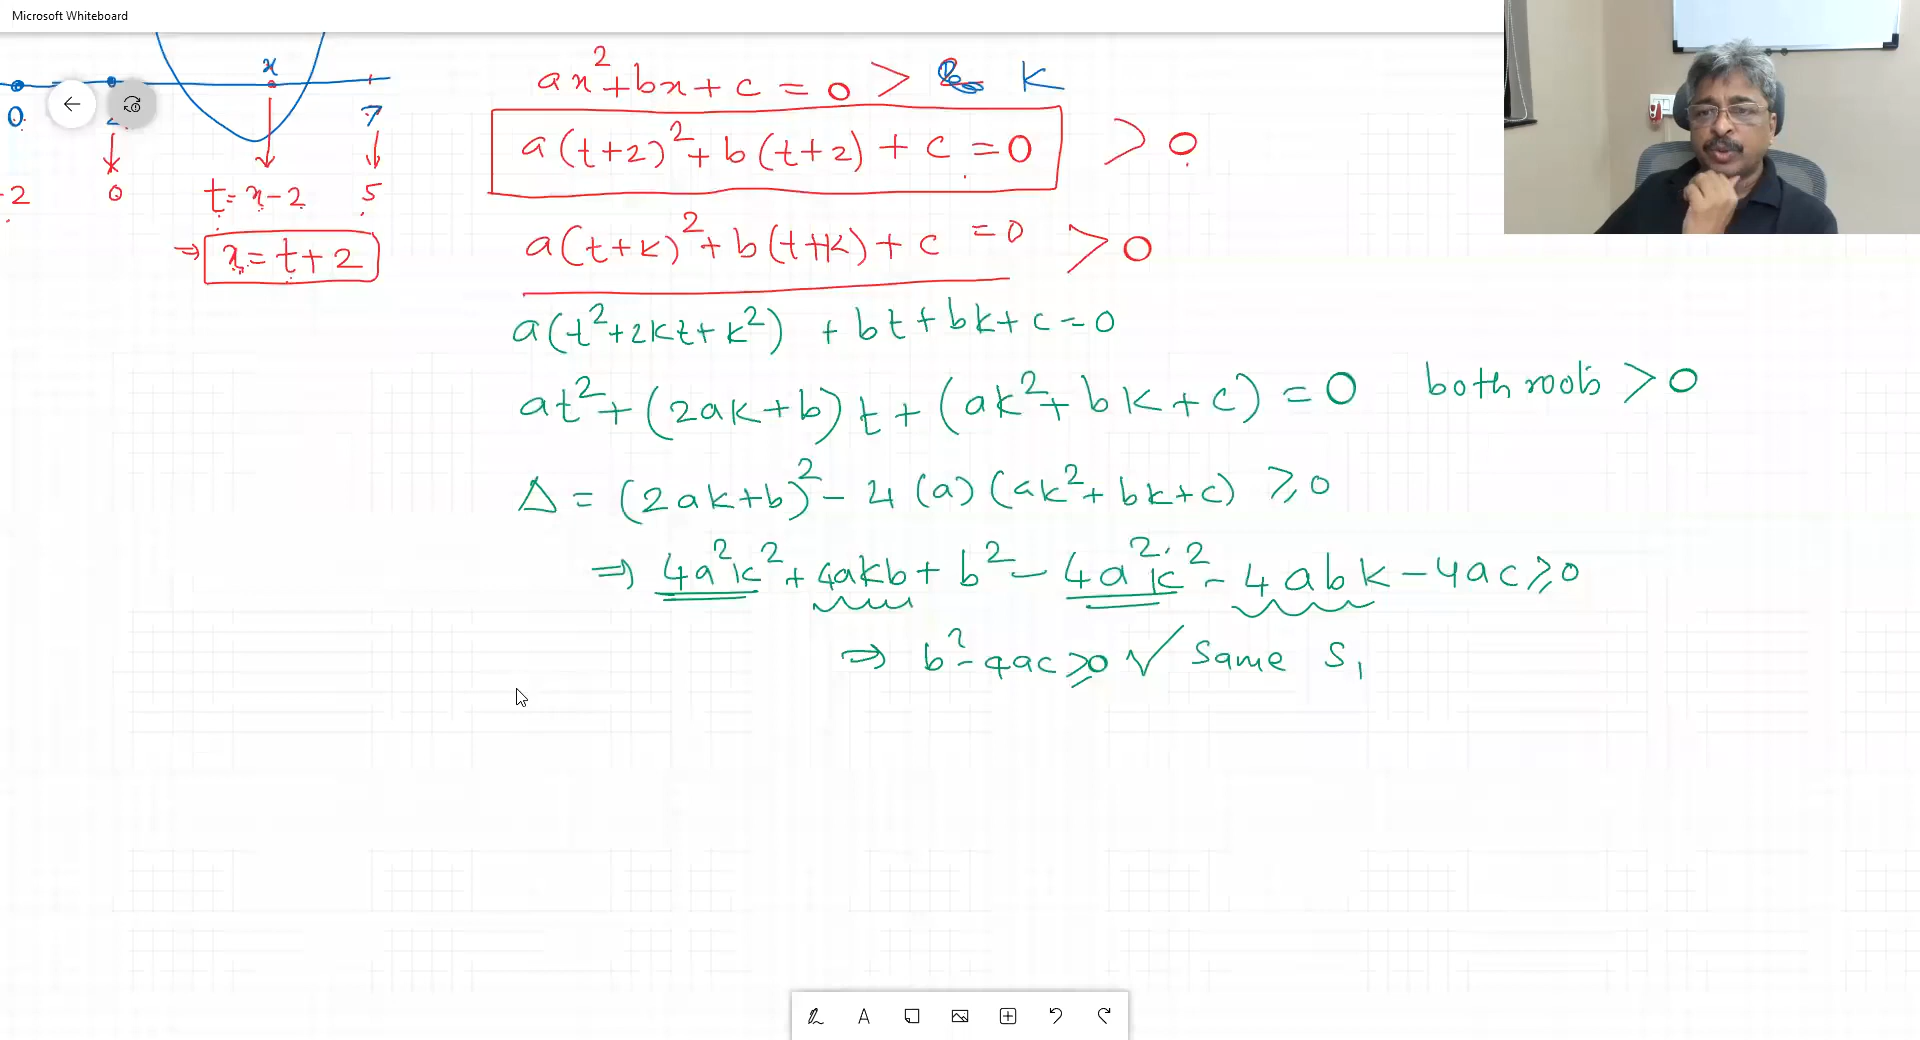 Microsoft Whiteboard
ax²+bx+c = 0 > K
x
0
7
a(t+2)²+b(t+2)+c = 0 > 0
-2
0
t = x-2
5
⇒ x = t+2
a(t+k)²+b(t+k)+c = 0 > 0
a(t²+2kt+k²) + bt+bk+c=0
at²+(2ak+b)t+(ak²+bk+c) = 0 both roots > 0
Δ = (2ak+b)² - 4(a)(ak²+bk+c) ≥ 0
⇒ 4a²k²+4akb+b²-4a²k²-4abk-4ac≥0
⇒ b²-4ac≥0 ✓ Same S₁
A